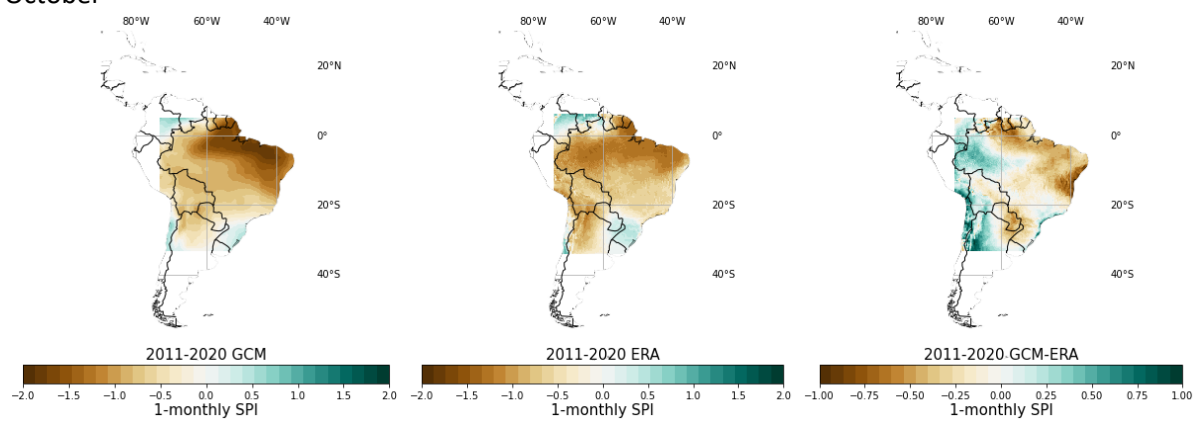 October
80°W 60°W 40°W 80°W 60°W 40°W 80°W 60°W 40°W
20°N 20°N 20°N
0° 0° 0°
20°S 20°S 20°S
40°S 40°S 40°S
2011-2020 GCM 2011-2020 ERA 2011-2020 GCM-ERA
−2.0 −1.5 −1.0 −0.5 0.0 0.5 1.0 1.5 2.0 −2.0 −1.5 −1.0 −0.5 0.0 0.5 1.0 1.5 2.0 −1.00 −0.75 −0.50 −0.25 0.00 0.25 0.50 0.75 1.00
1-monthly SPI 1-monthly SPI 1-monthly SPI